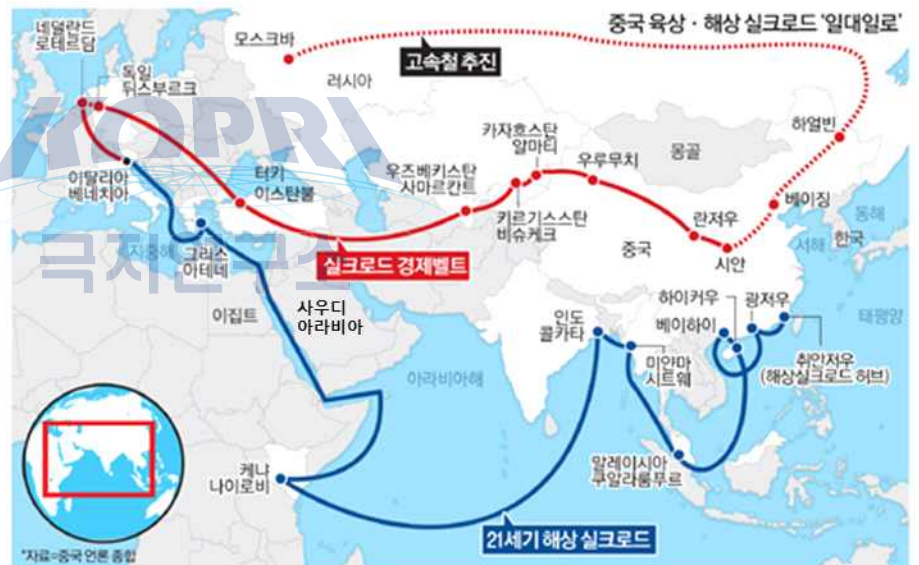 중국 육상·해상 실크로드 '일대일로'
네덜란드
로테르담
모스크바
고속철 추진
독일
뒤스부르크
러시아
KOPRI
카자흐스탄
알마티
하얼빈
우루무치
몽골
이탈리아
베네치아
터키
이스탄불
우즈베키스탄
사마르칸트
베이징
키르기스스탄
비슈케크
란저우
동해
서해
한국
지중해
그리스
아테네
실크로드 경제벨트
중국
시안
극지연구소
이집트
사우디
아라비아
하이커우
광저우
인도
콜카타
베이하이
태평양
미얀마
시트웨
취안저우
(해상실크로드 허브)
아라비아해
말레이시아
쿠알라룸푸르
케냐
나이로비
21세기 해상 실크로드
*자료=중국 언론 종합